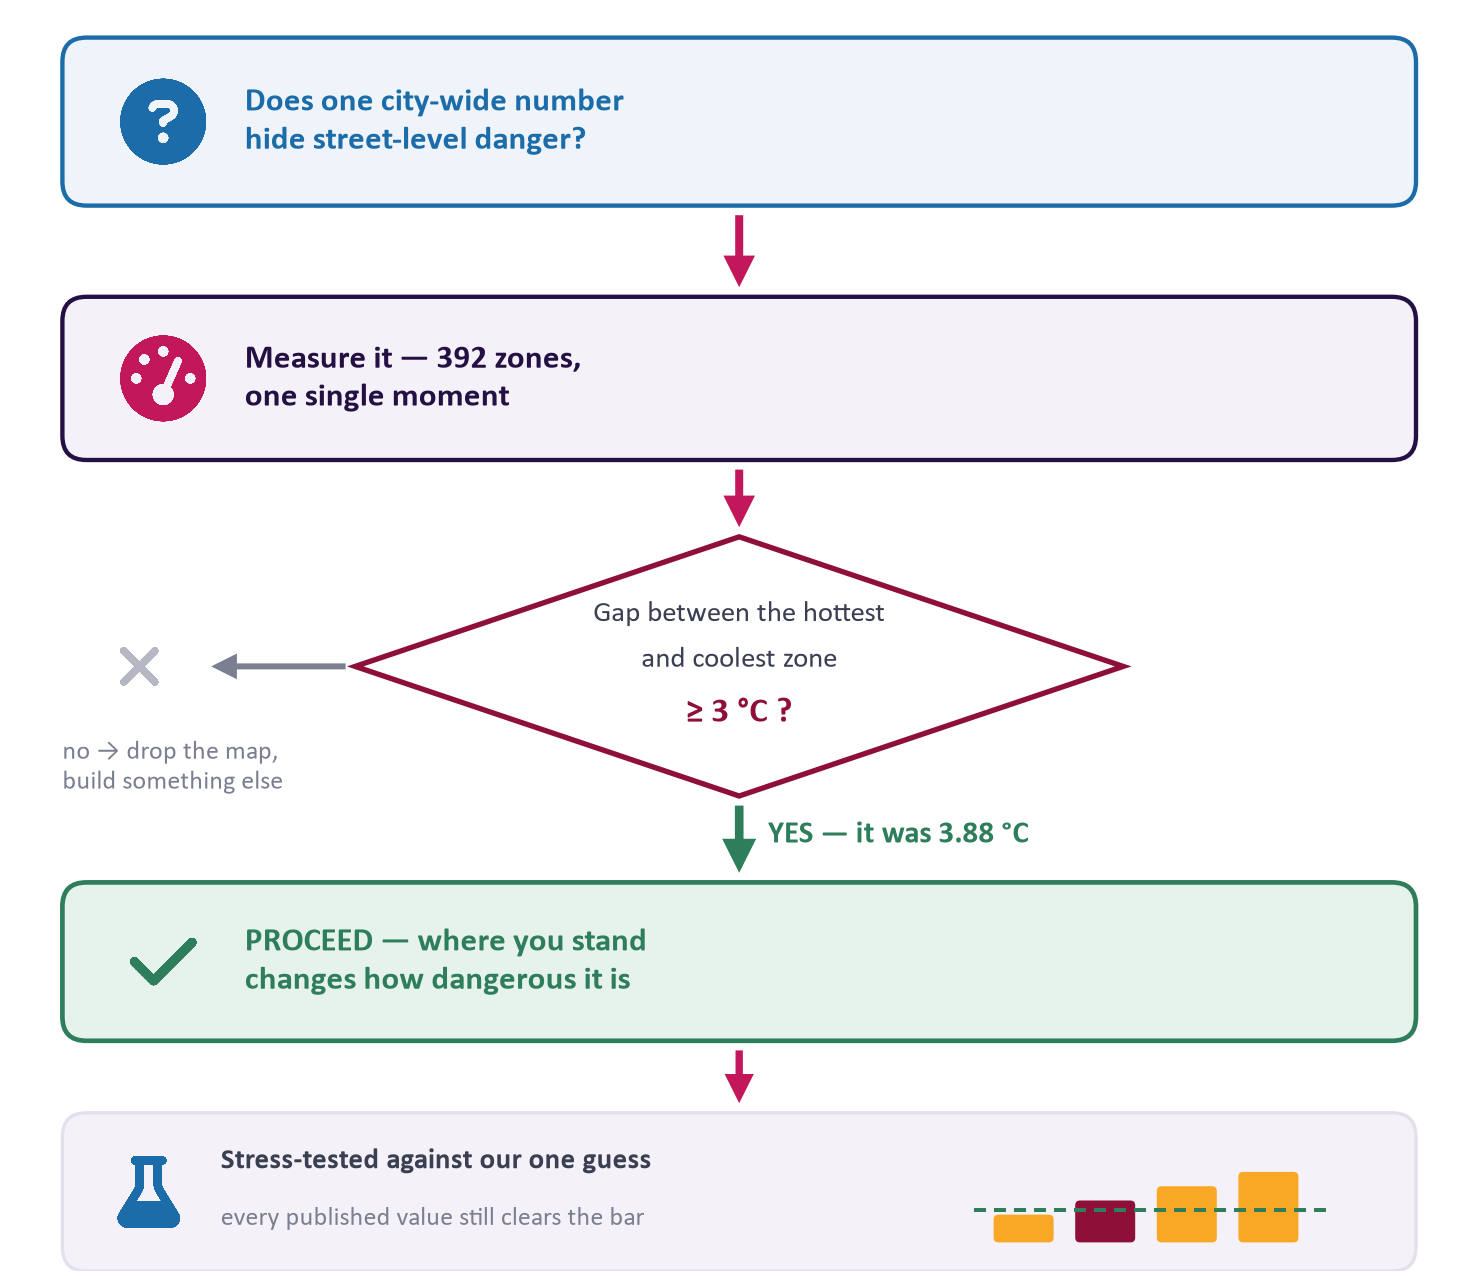 Does one city-wide number
hide street-level danger?
Measure it — 392 zones,
one single moment
Gap between the hottest
and coolest zone
≥ 3 °C ?
no → drop the map,
build something else
YES — it was 3.88 °C
PROCEED — where you stand
changes how dangerous it is
Stress-tested against our one guess
every published value still clears the bar